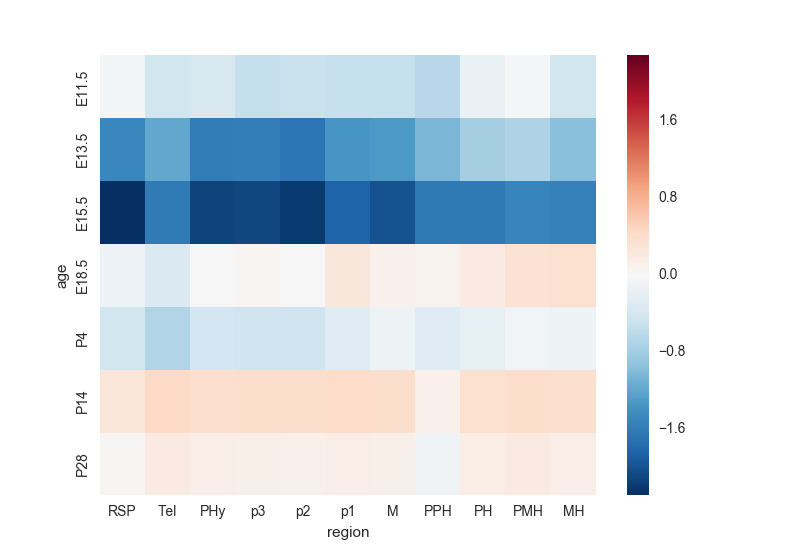 E11.5
E13.5
E15.5
E18.5
P4
P14
P28
age
RSP Tel PHy p3 p2 p1 M PPH PH PMH MH
region
1.6
0.8
0.0
−0.8
−1.6